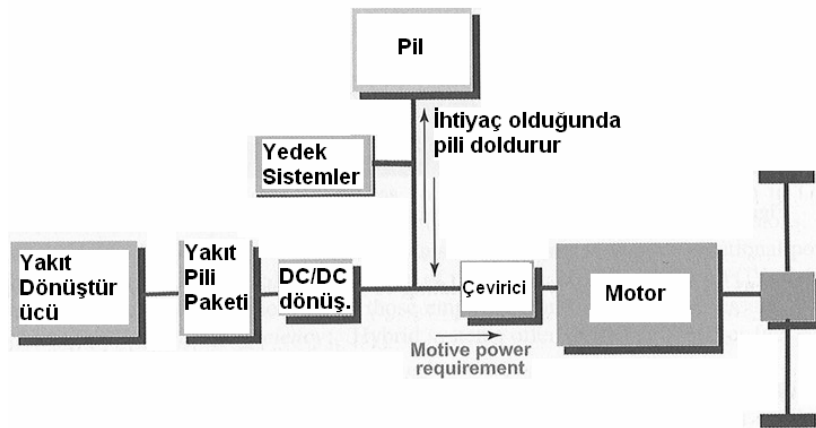 Pil
İhtiyaç olduğunda
pili doldurur
Yedek
Sistemler
Yakıt
Dönüştür
ücü
Yakıt
Pili
Paketi
DC/DC
dönüş.
Çevirici
Motor
Motive power
requirement